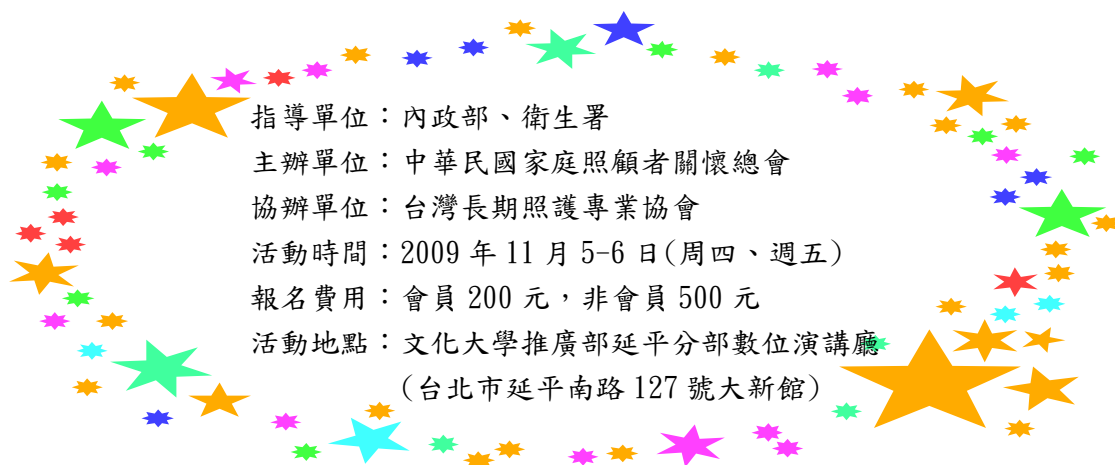 指導單位：內政部、衛生署
主辦單位：中華民國家庭照顧者關懷總會
協辦單位：台灣長期照護專業協會
活動時間：2009 年 11 月 5-6 日(周四、週五)
報名費用：會員 200 元，非會員 500 元
活動地點：文化大學推廣部延平分部數位演講廳
(台北市延平南路 127 號大新館)